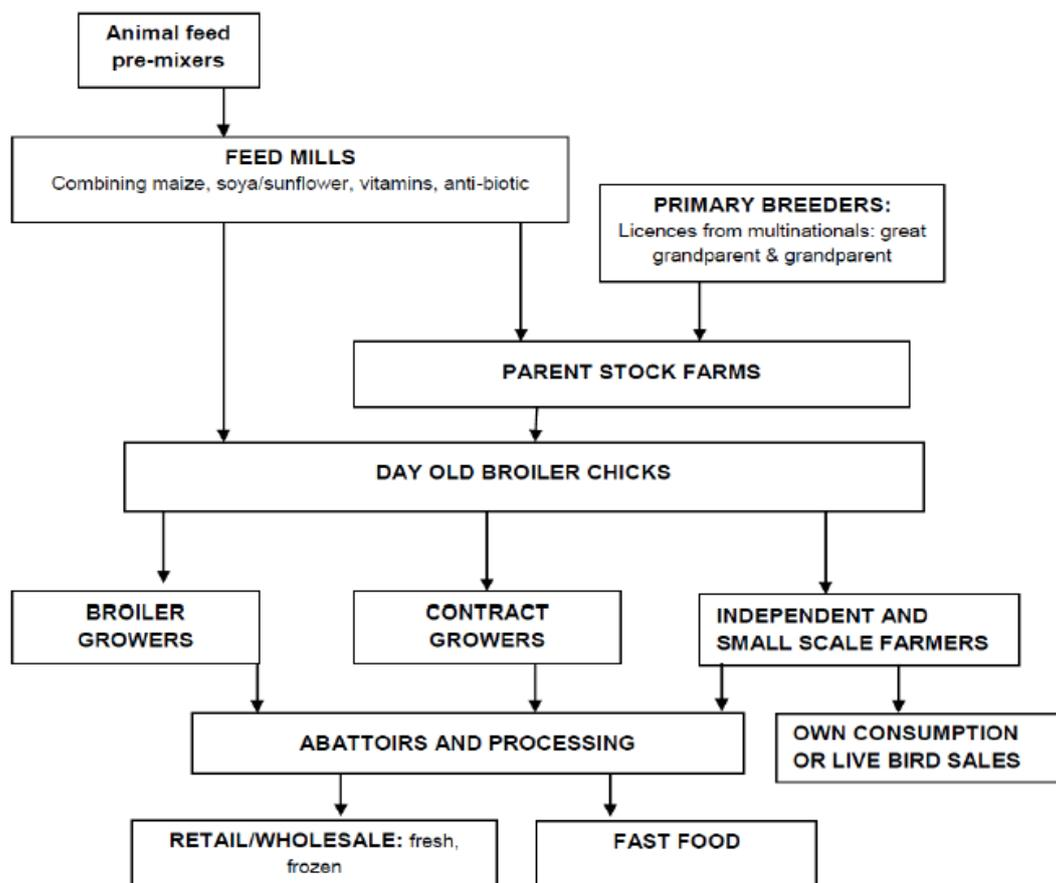 Animal feed
pre-mixers
FEED MILLS
Combining maize, soya/sunflower, vitamins, anti-biotic
PRIMARY BREEDERS:
Licences from multinationals: great
grandparent & grandparent
PARENT STOCK FARMS
DAY OLD BROILER CHICKS
BROILER
GROWERS
CONTRACT
GROWERS
INDEPENDENT AND
SMALL SCALE FARMERS
ABATTOIRS AND PROCESSING
OWN CONSUMPTION
OR LIVE BIRD SALES
RETAIL/WHOLESALE: fresh,
frozen
FAST FOOD